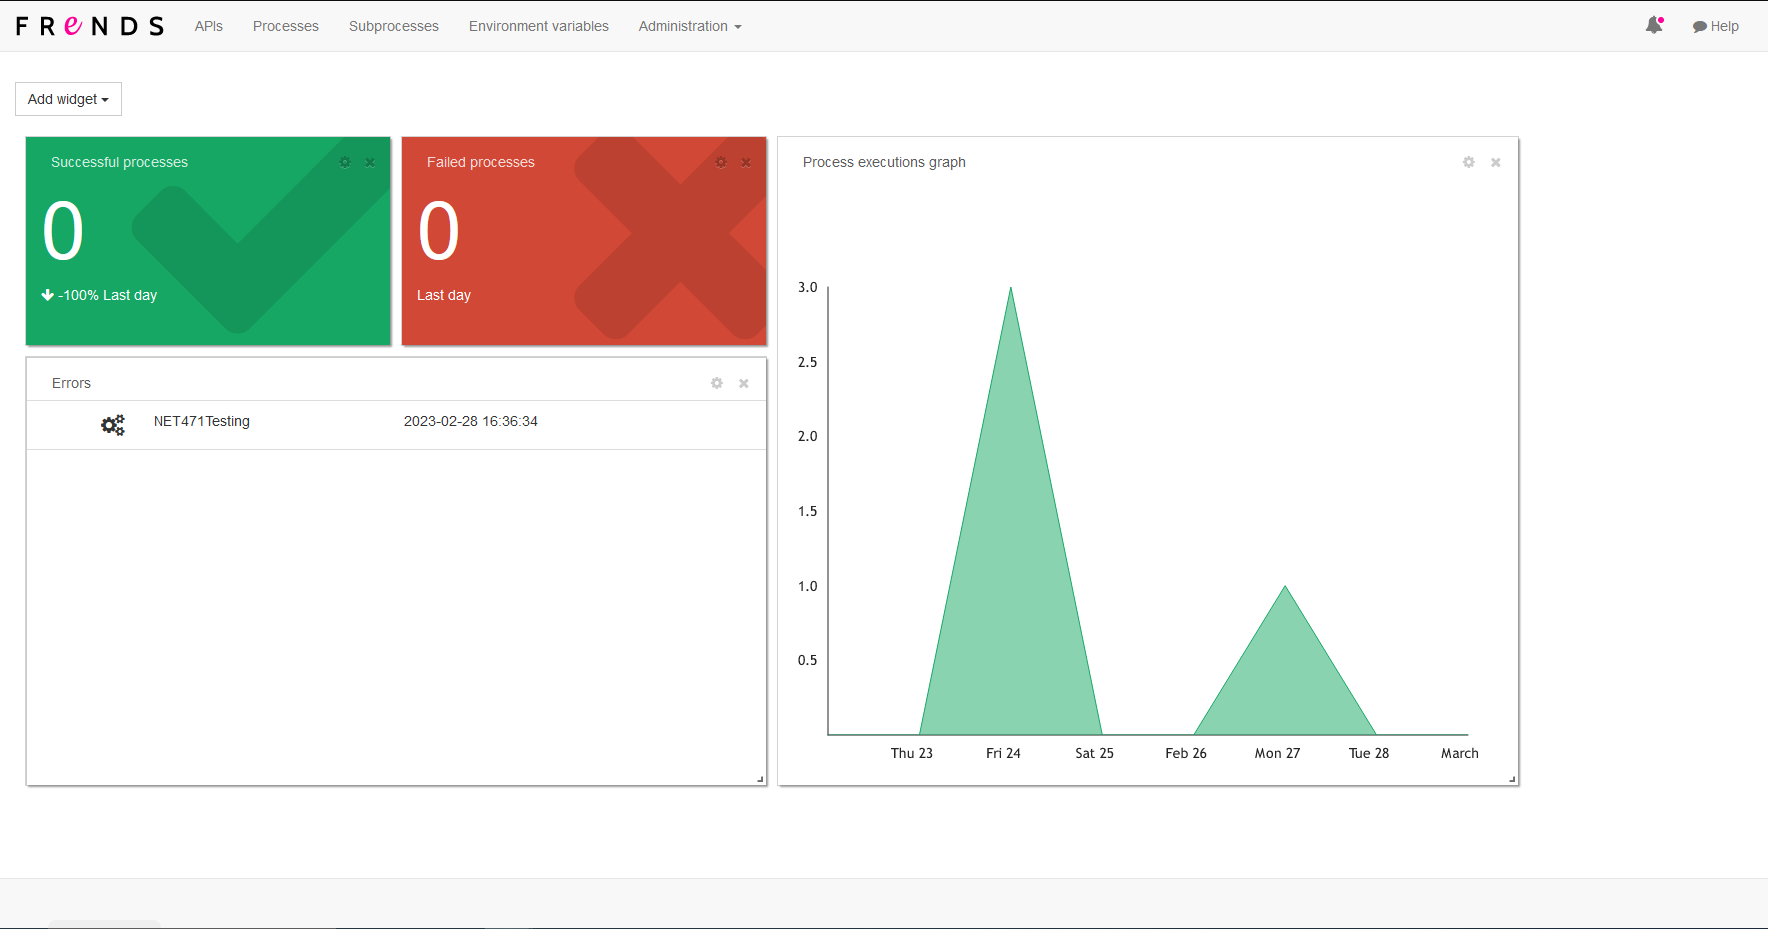 FRENDS APIs Processes Subprocesses Environment variables Administration Help
Add widget
Successful processes
0
-100% Last day
Failed processes
0
Last day
Errors
NET471Testing 2023-02-28 16:36:34
Process executions graph
3.0
2.5
2.0
1.5
1.0
0.5
Thu 23 Fri 24 Sat 25 Feb 26 Mon 27 Tue 28 March